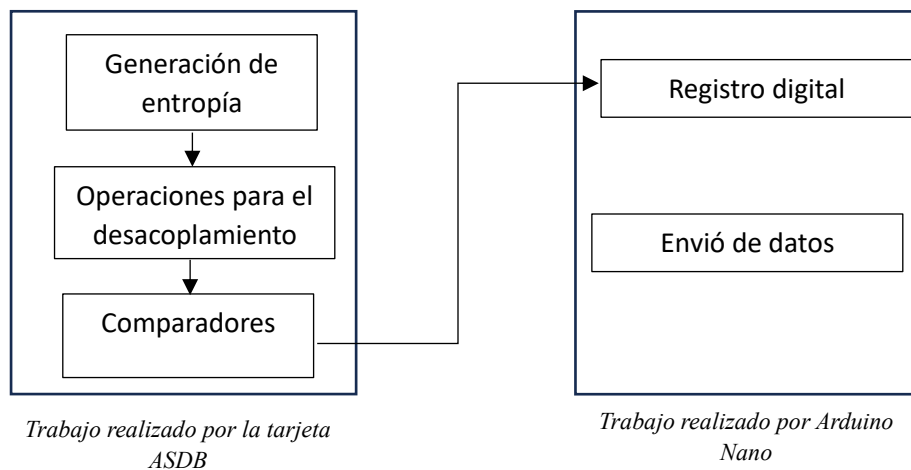 Generación de
entropía
Operaciones para el
desacoplamiento
Comparadores
Trabajo realizado por la tarjeta
ASDB
Registro digital
Envió de datos
Trabajo realizado por Arduino
Nano